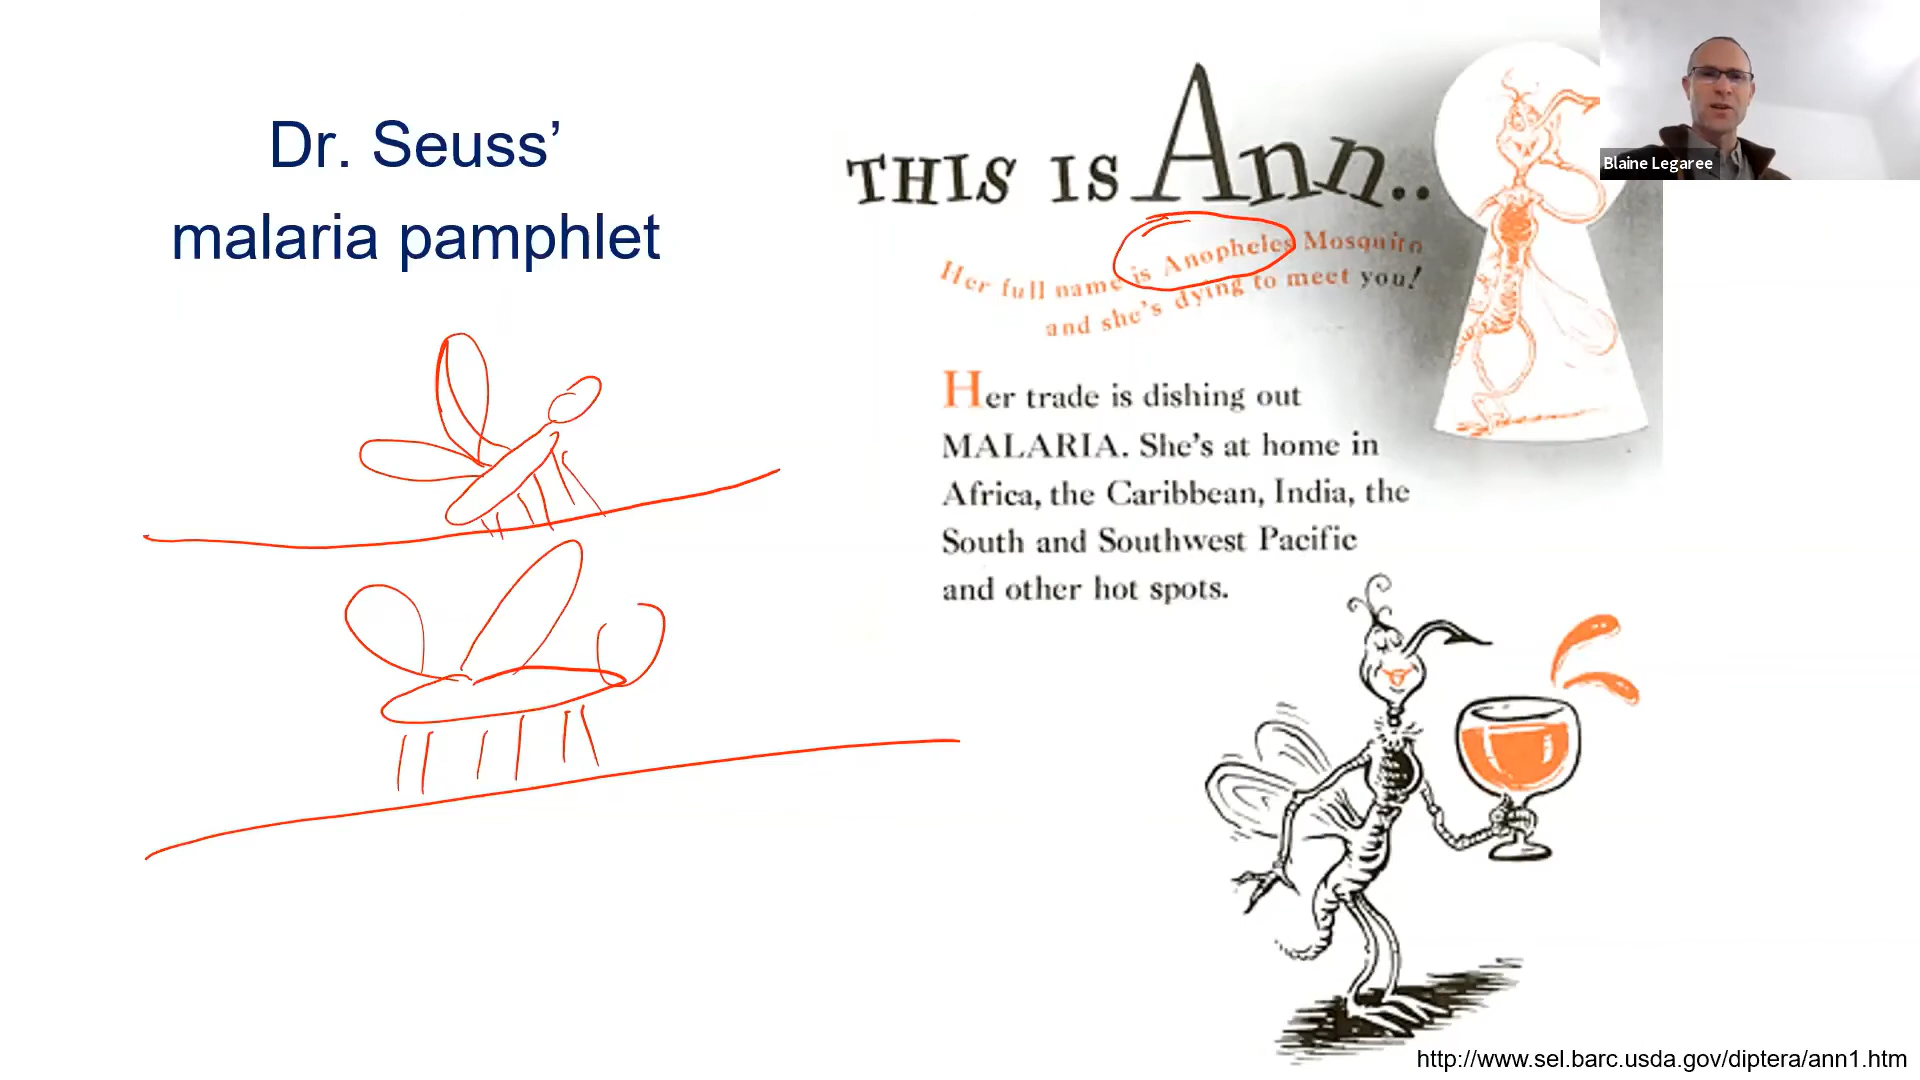 Dr. Seuss’
malaria pamphlet
THIS IS Ann..
Her full name is Anopheles Mosquito
and she's dying to meet you!
Her trade is dishing out
MALARIA. She's at home in
Africa, the Caribbean, India, the
South and Southwest Pacific
and other hot spots.
Blaine Legaree
http://www.sel.barc.usda.gov/diptera/ann1.htm